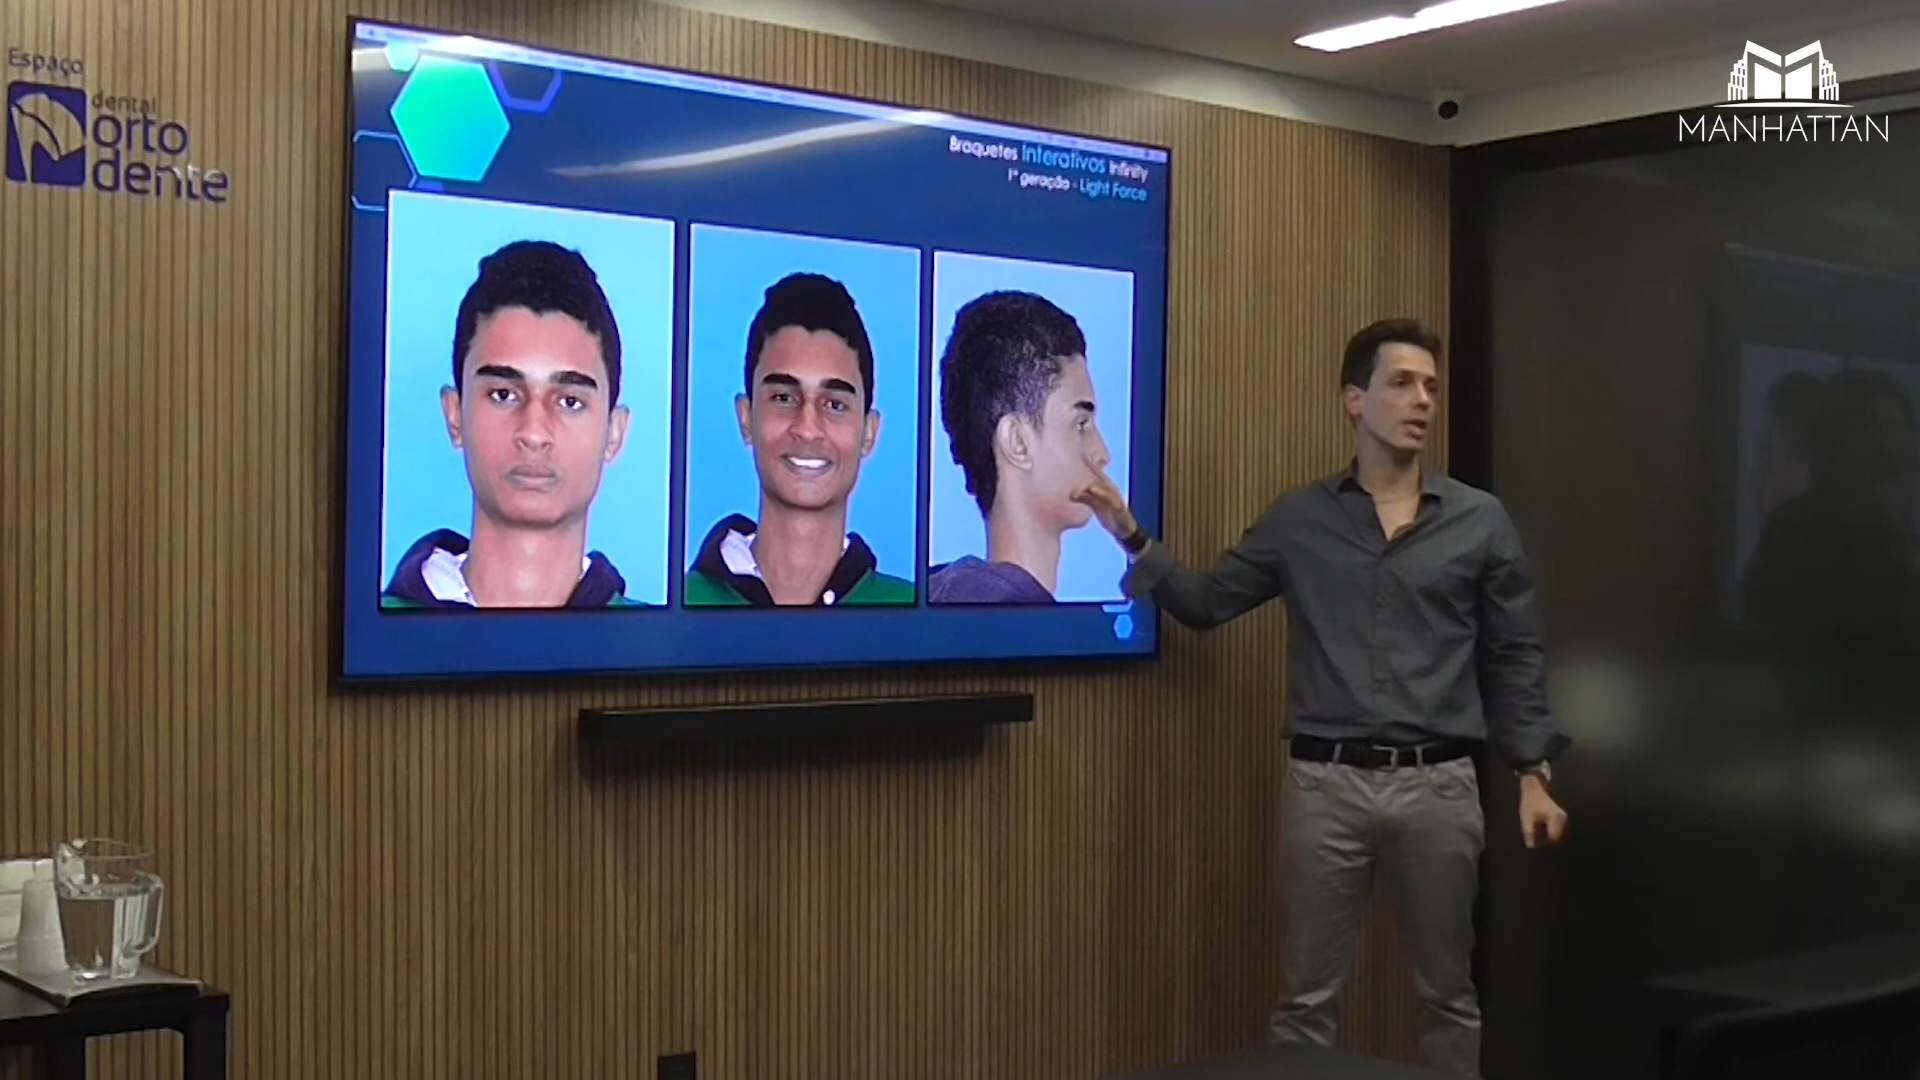 Espaço
dental
orto
dente
Braquetes Interativos Infinity
1ª geração - Light Force
MANHATTAN